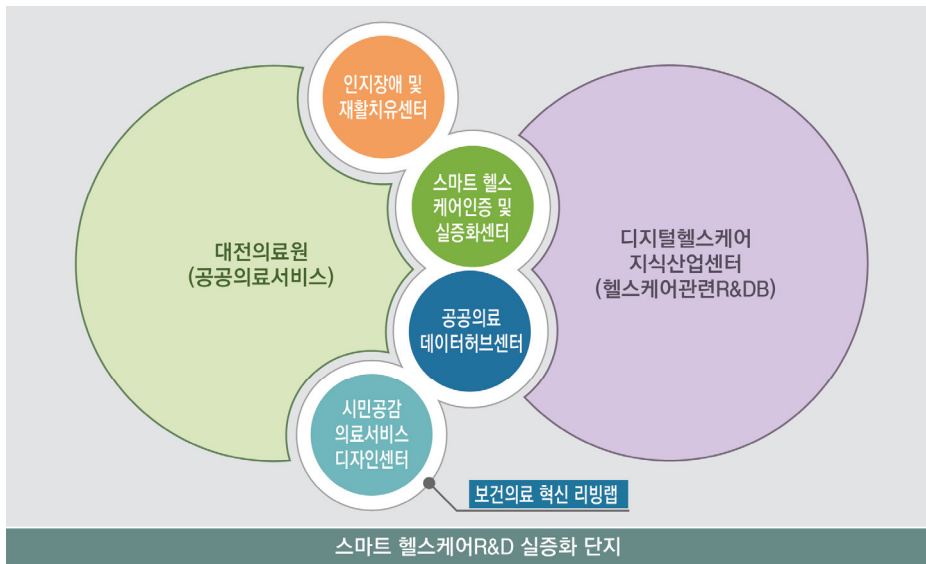 인지장애 및
재활치유센터
스마트 헬스
케어인증 및
실증화센터
대전의료원
(공공의료서비스)
디지털헬스케어
지식산업센터
(헬스케어관련R&DB)
공공의료
데이터허브센터
시민공감
의료서비스
디자인센터
보건의료 혁신 리빙랩
스마트 헬스케어R&D 실증화 단지